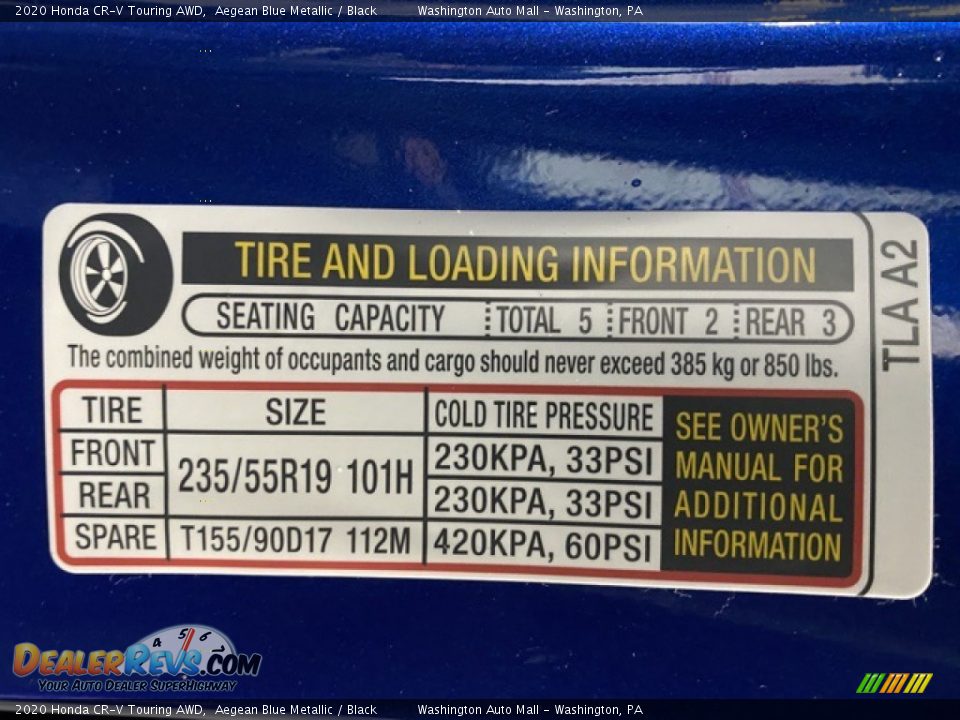 2020 Honda CR-V Touring AWD, Aegean Blue Metallic / Black Washington Auto Mall - Washington, PA
TIRE AND LOADING INFORMATION
SEATING CAPACITY TOTAL 5 FRONT 2 REAR 3
The combined weight of occupants and cargo should never exceed 385 kg or 850 lbs.
TIRE SIZE COLD TIRE PRESSURE
FRONT 235/55R19 101H 230KPA, 33PSI
REAR 230KPA, 33PSI
SPARE T155/90D17 112M 420KPA, 60PSI
SEE OWNER'S
MANUAL FOR
ADDITIONAL
INFORMATION
TLA A2
4 5 6
DEALERREVS.COM
YOUR AUTO DEALER SUPERHIGHWAY
2020 Honda CR-V Touring AWD, Aegean Blue Metallic / Black Washington Auto Mall - Washington, PA